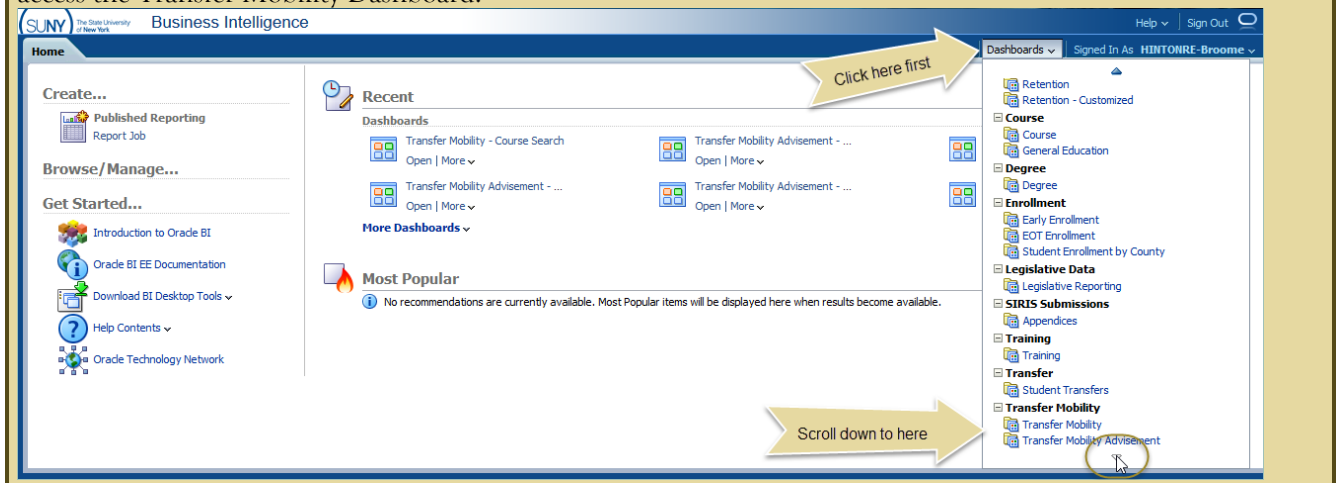 access the Transfer Mobility Dashboard.
SUNY The State University of New York Business Intelligence
Help Sign Out
Home
Dashboards Signed In As HINTONRE-Broome
Click here first
Create...
Published Reporting
Report Job
Browse/Manage...
Get Started...
Introduction to Oracle BI
Oracle BI EE Documentation
Download BI Desktop Tools
Help Contents
Oracle Technology Network
Recent
Dashboards
Transfer Mobility - Course Search
Open | More
Transfer Mobility Advisement - ...
Open | More
Transfer Mobility Advisement - ...
Open | More
Transfer Mobility Advisement - ...
Open | More
More Dashboards
Most Popular
No recommendations are currently available. Most Popular items will be displayed here when results become available.
Retention
Retention - Customized
Course
Course
General Education
Degree
Degree
Enrollment
Early Enrollment
EOT Enrollment
Student Enrollment by County
Legislative Data
Legislative Reporting
SIRIS Submissions
Appendices
Training
Training
Transfer
Student Transfers
Transfer Mobility
Transfer Mobility
Transfer Mobility Advisement
Scroll down to here